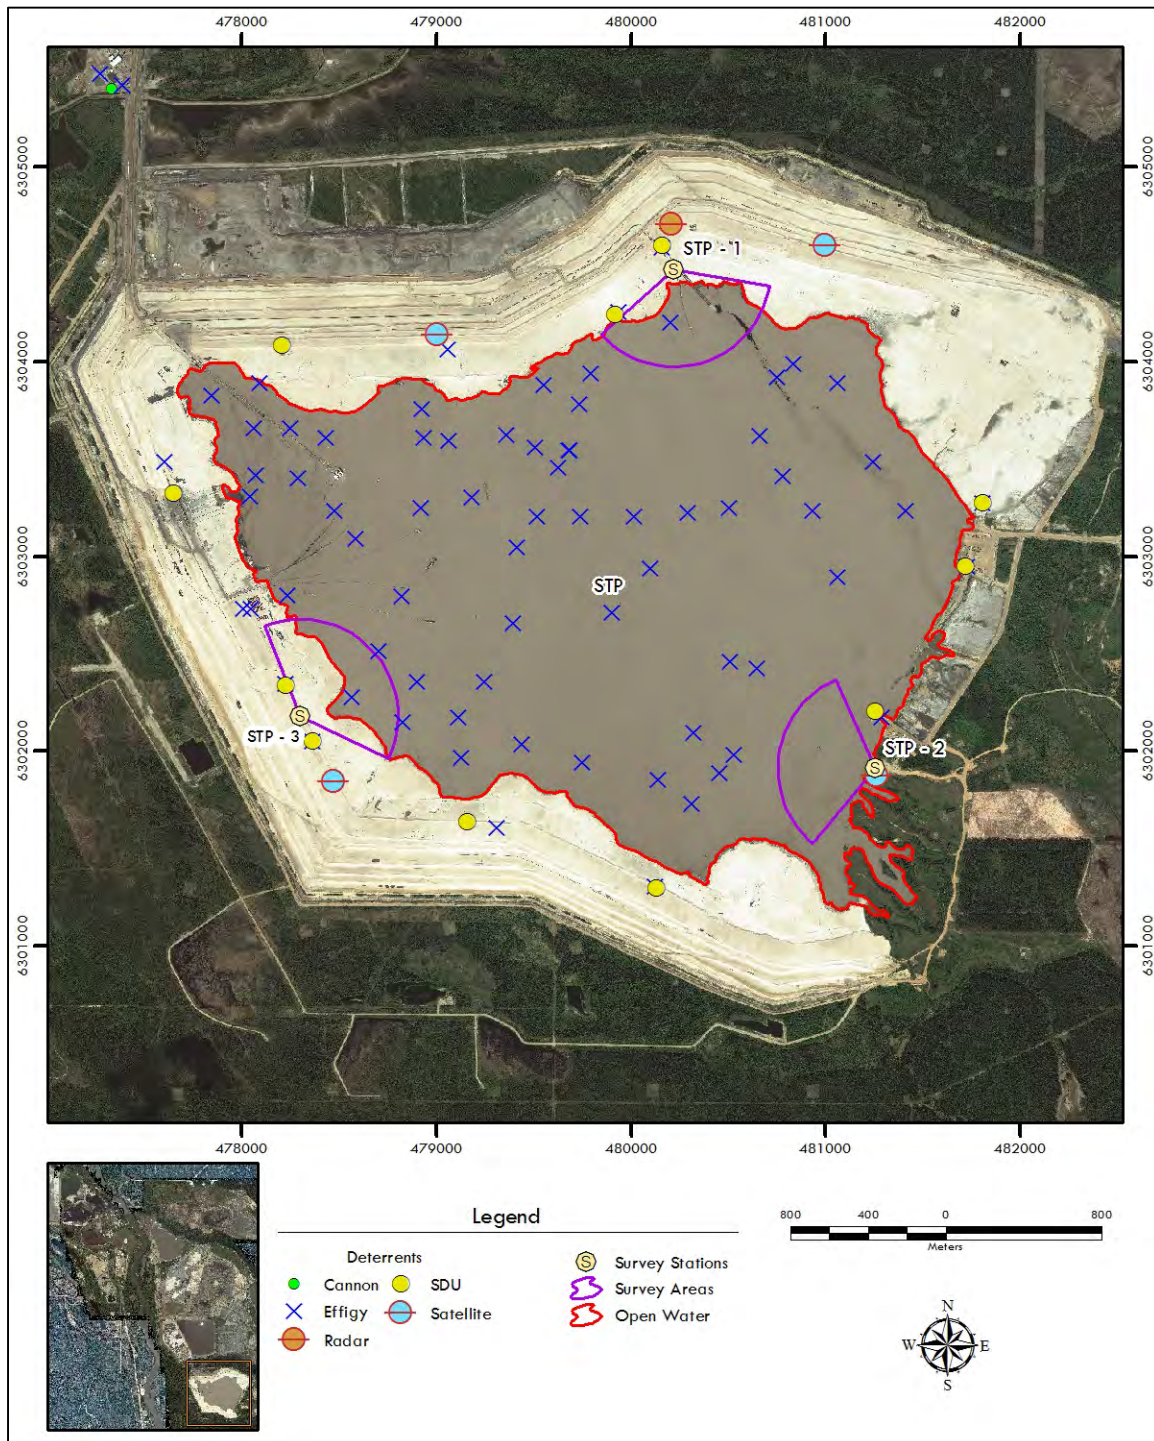 478000 479000 480000 481000 482000
6305000 6305000
STP - 1
6304000 6304000
6303000 6303000
STP
6302000 6302000
STP - 2
STP - 3
6301000 6301000
478000 479000 480000 481000 482000
Legend
Deterrents
Cannon
Effigy
Radar
SDU
Satellite
S Survey Stations
Survey Areas
Open Water
800 400 0 800
Meters
N
W E
S